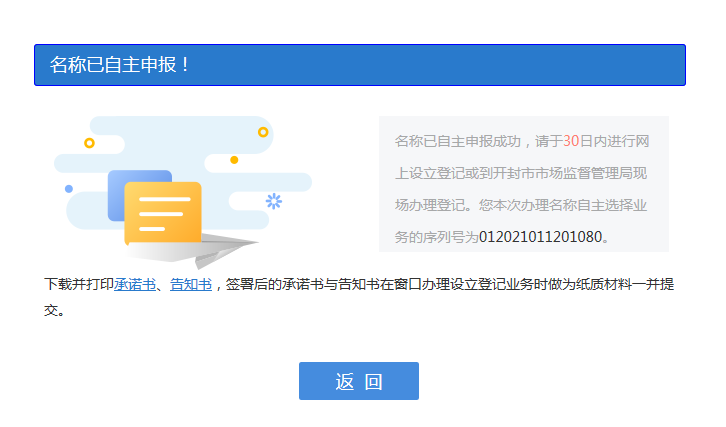 名称已自主申报！
名称已自主申报成功，请于30日内进行网
上设立登记或到开封市市场监督管理局现
场办理登记。您本次办理名称自主选择业
务的序列号为012021011201080。
下载并打印承诺书、告知书，签署后的承诺书与告知书在窗口办理设立登记业务时做为纸质材料一并提
交。
返 回